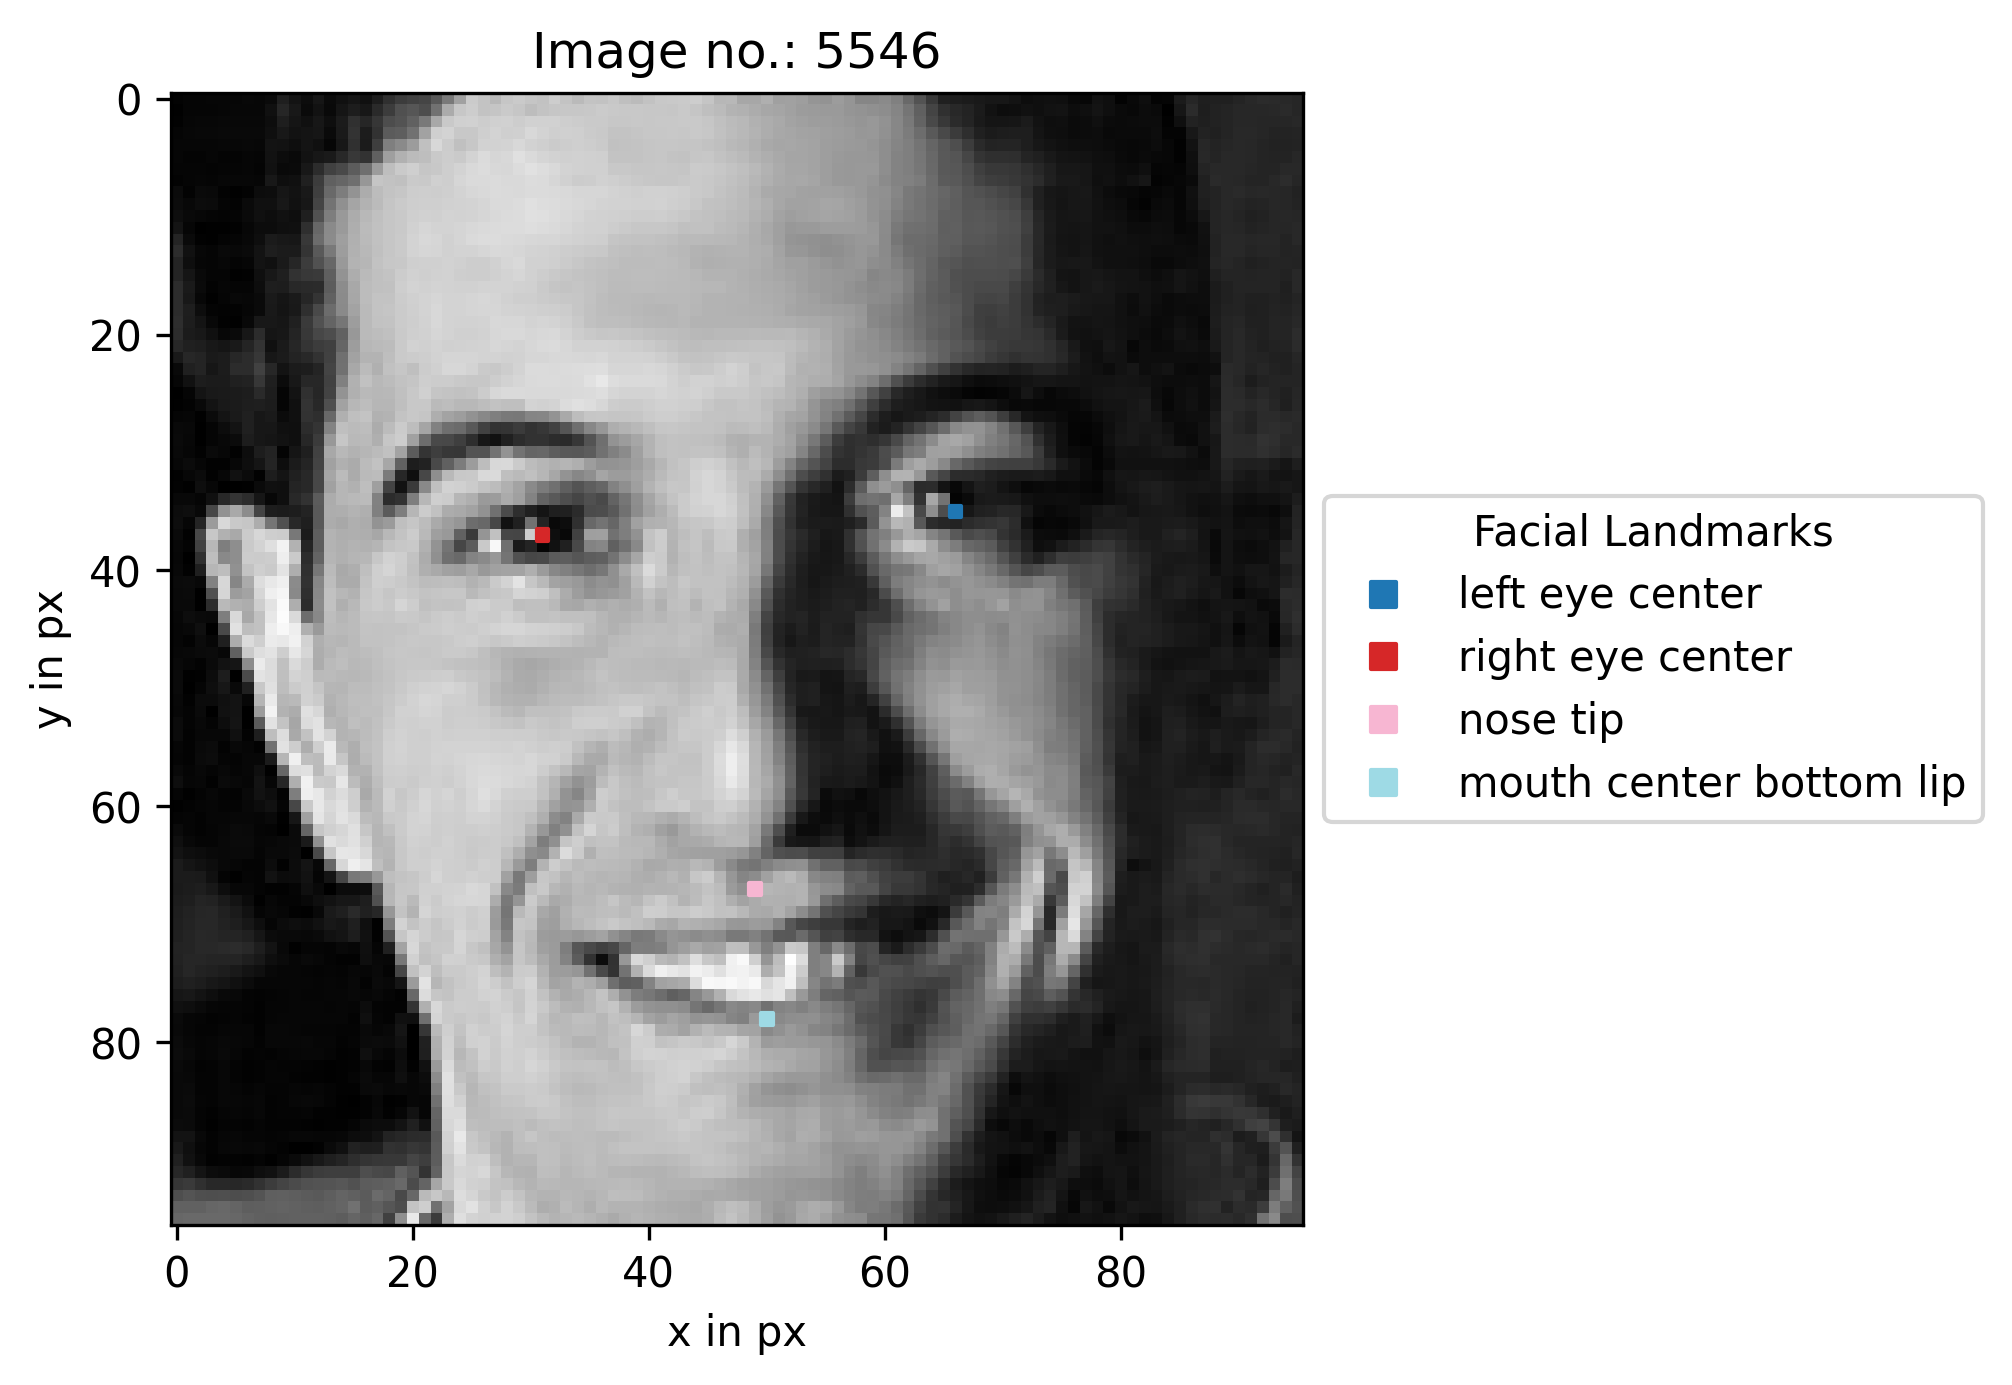 Image no.: 5546
0
20
40
60
80
y in px
0 20 40 60 80
x in px
Facial Landmarks
left eye center
right eye center
nose tip
mouth center bottom lip